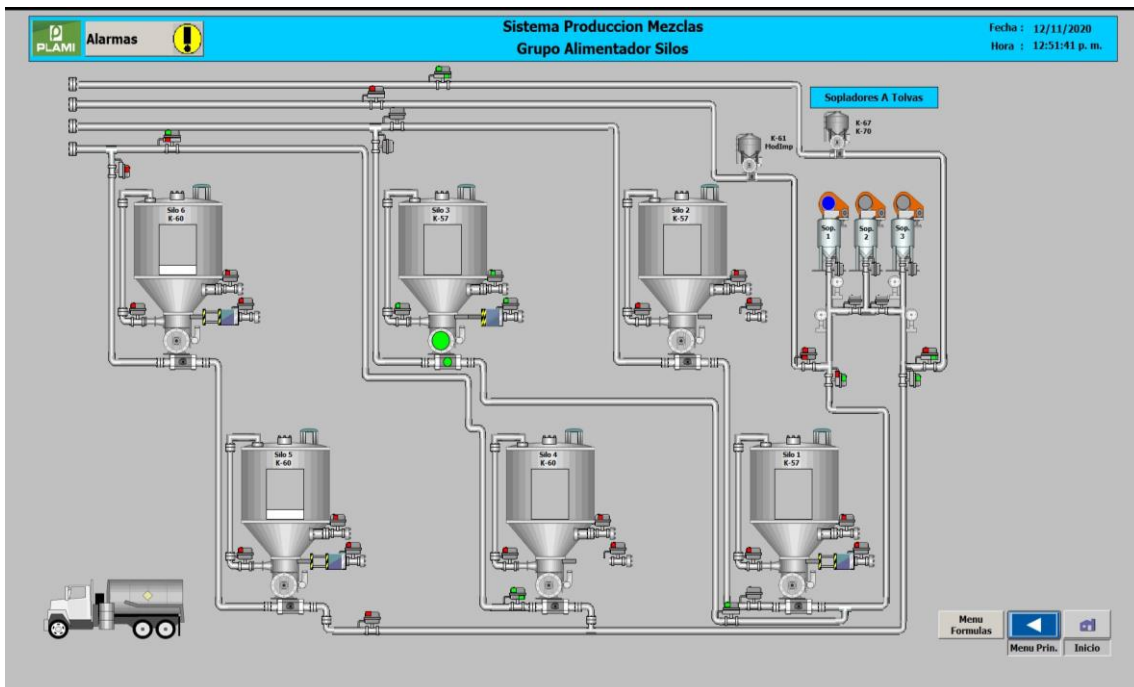 PLAMI
Alarmas
Sistema Produccion Mezclas
Grupo Alimentador Silos
Fecha : 12/11/2020
Hora : 12:51:41 p. m.
Sopladores A Tolvas
K-67
K-70
K-61
ModImp
Silo 6
K-60
Silo 3
K-57
Silo 2
K-57
Sop.
1
Sop.
2
Sop.
3
Silo 5
K-60
Silo 4
K-60
Silo 1
K-57
Menu
Formulas
Menu Prin.
Inicio